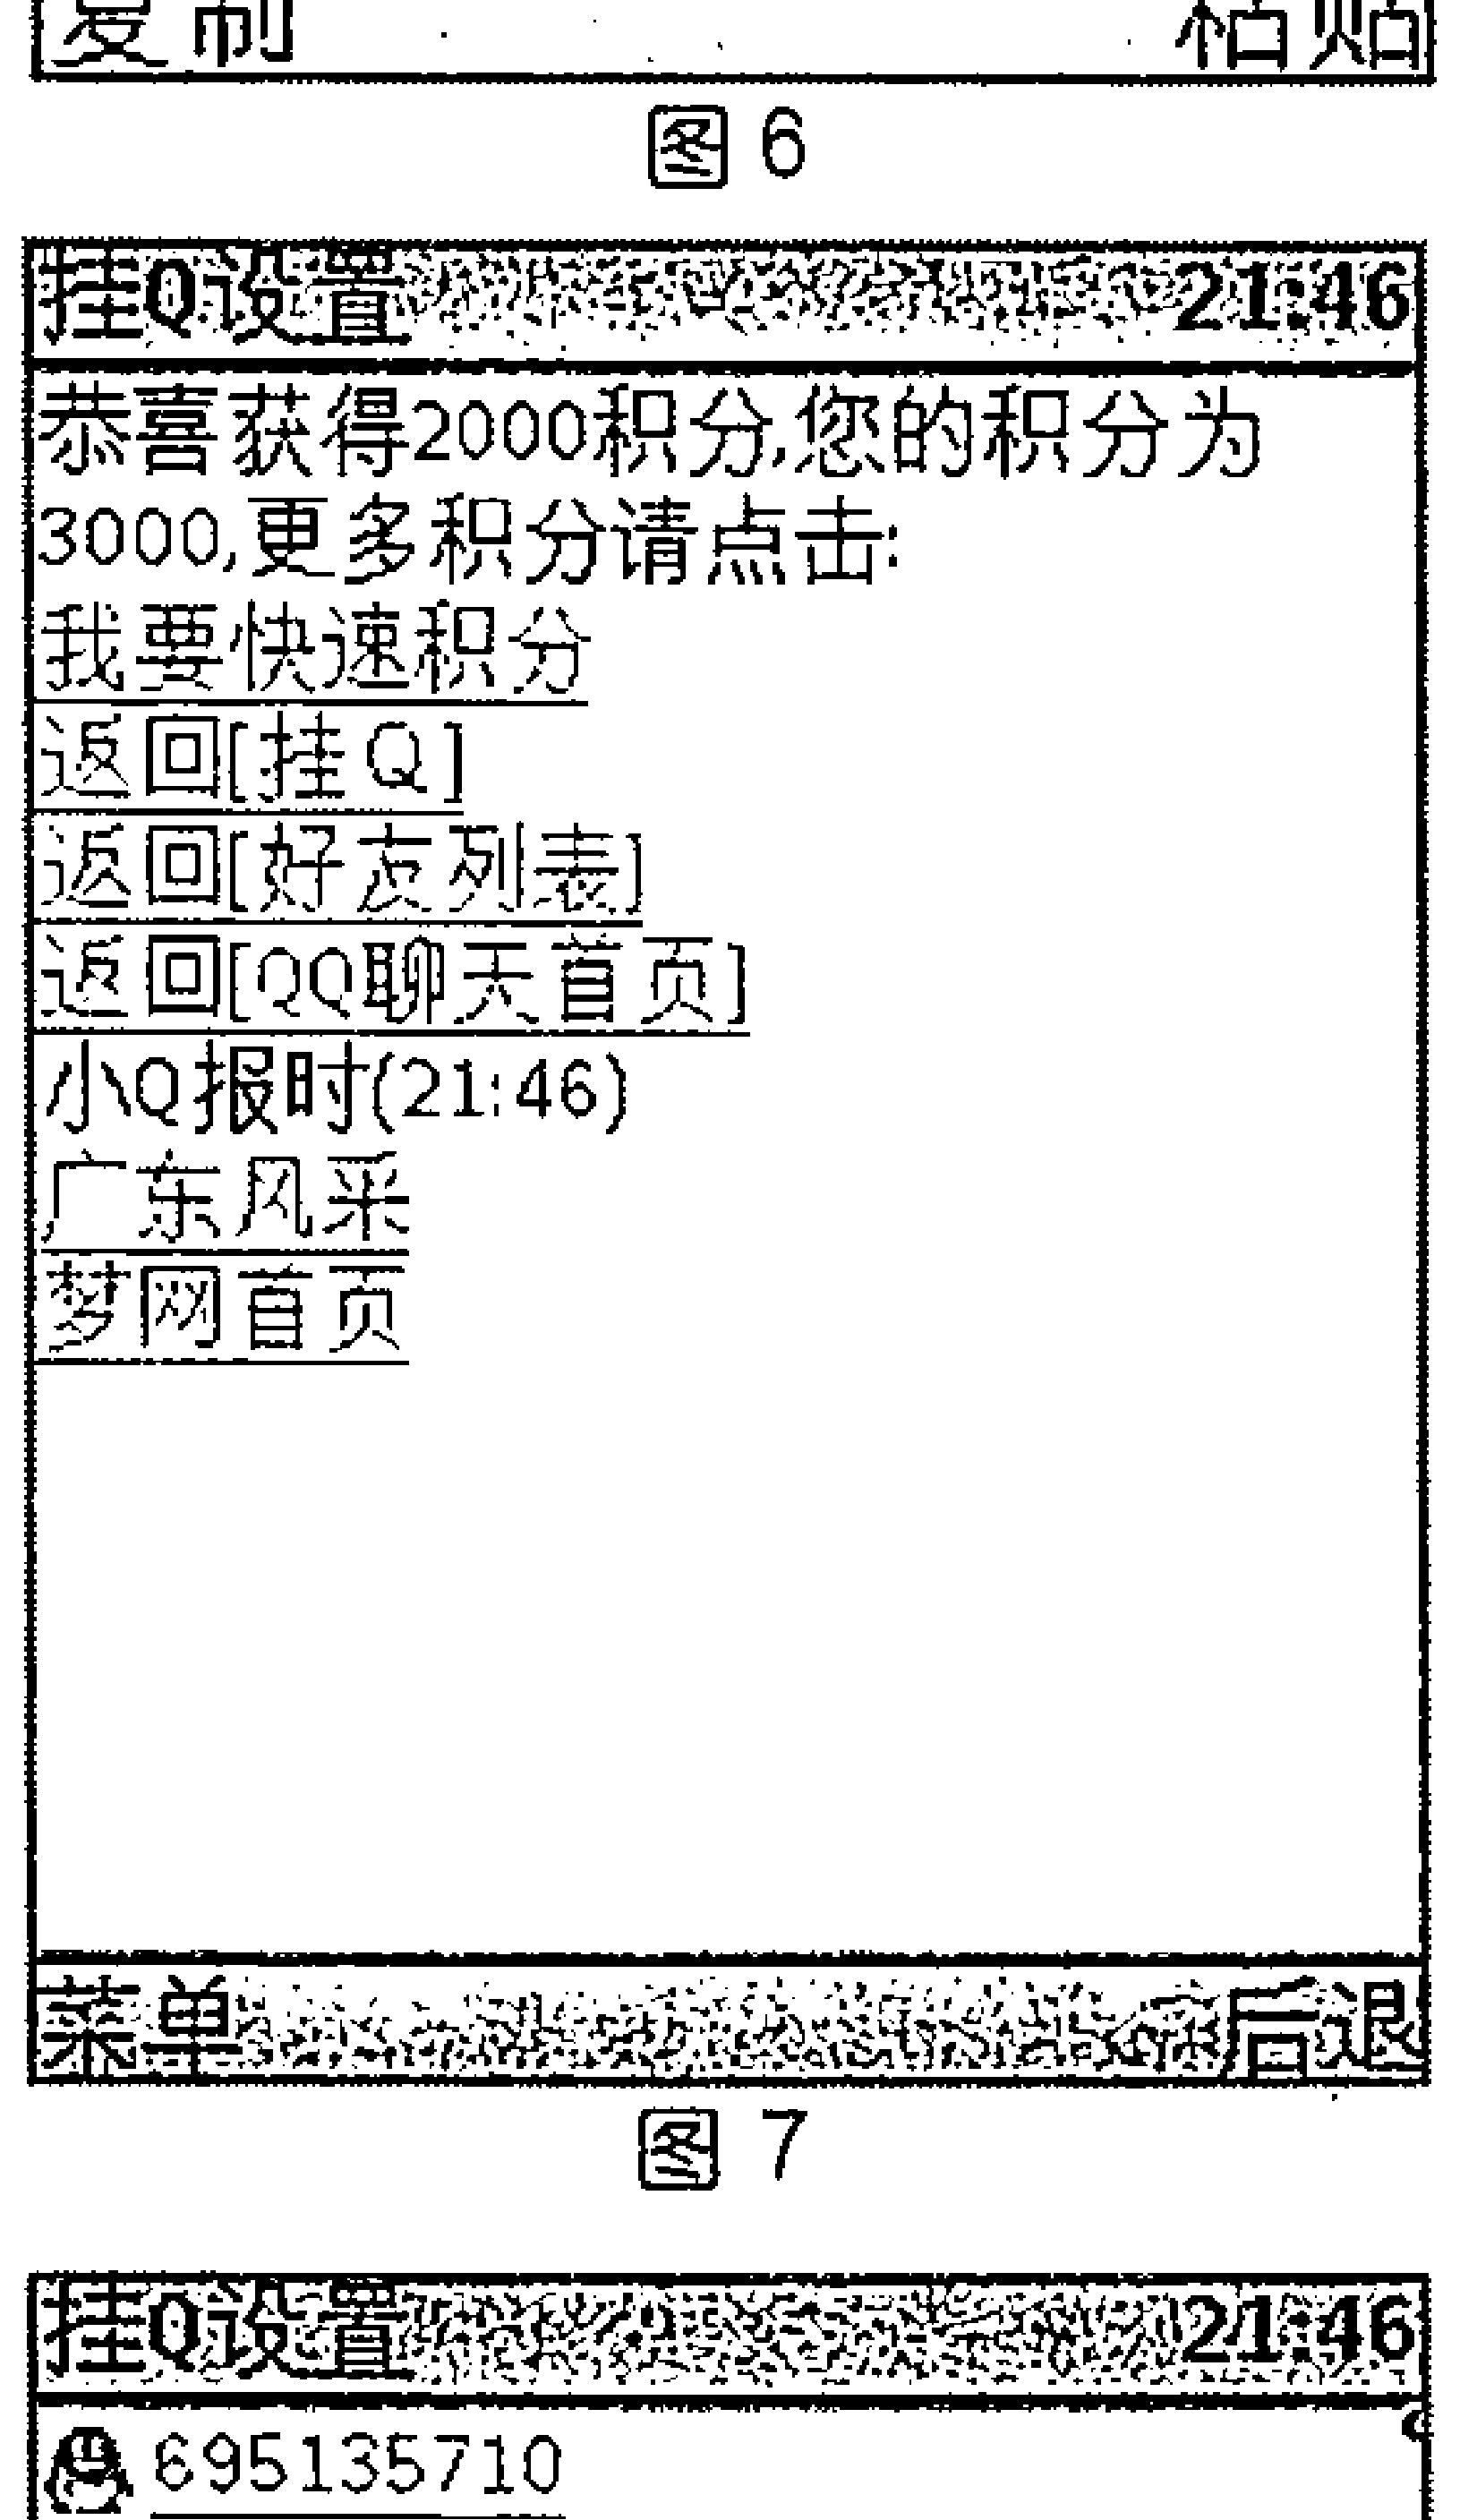 复制 粘贴
图 6
挂Q设置 21:46
恭喜获得2000积分,您的积分为
3000,更多积分请点击:
我要快速积分
返回[挂Q]
返回[好友列表]
返回[QQ聊天首页]
小Q报时(21:46)
广东风采
梦网首页
菜单 后退
图 7
挂Q设置 21:46
695135710